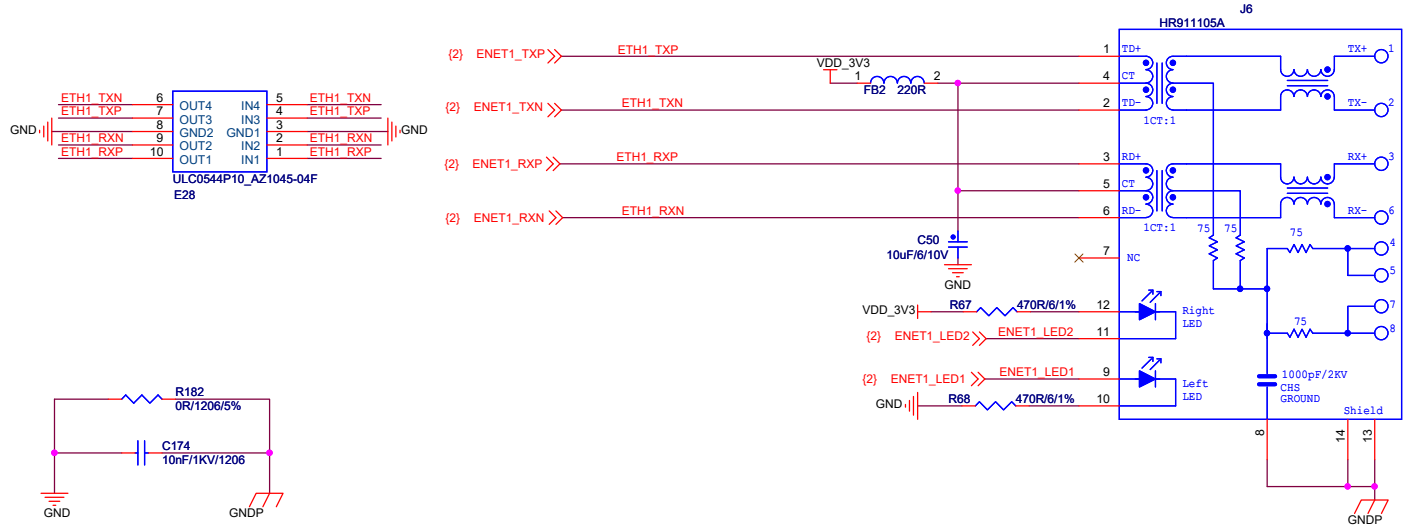 J6
HR911105A
{2} ENET1_TXP ETH1_TXP 1 TD+ TX+ 1
VDD_3V3 1 2 4 CT
FB2 220R
{2} ENET1_TXN ETH1_TXN 2 TD- TX- 2
1CT:1
{2} ENET1_RXP ETH1_RXP 3 RD+ RX+ 3
5 CT
{2} ENET1_RXN ETH1_RXN 6 RD- RX- 6
1CT:1
75 75 75 4
C50
10uF/6/10V
GND
7 NC
5
VDD_3V3 R67 470R/6/1% 12 Right
LED
7
{2} ENET1_LED2 ENET1_LED2 11
75 8
{2} ENET1_LED1 ENET1_LED1 9 Left
LED
GND R68 470R/6/1% 10
1000pF/2KV
CHS
GROUND
Shield
8 14 13
GNDP
ETH1_TXN 6 OUT4 IN4 5 ETH1_TXN
ETH1_TXP 7 OUT3 IN3 4 ETH1_TXP
GND 8 GND2 GND1 3 GND
ETH1_RXN 9 OUT2 IN2 2 ETH1_RXN
ETH1_RXP 10 OUT1 IN1 1 ETH1_RXP
ULC0544P10_AZ1045-04F
E28
R182
0R/1206/5%
C174
10nF/1KV/1206
GND GNDP